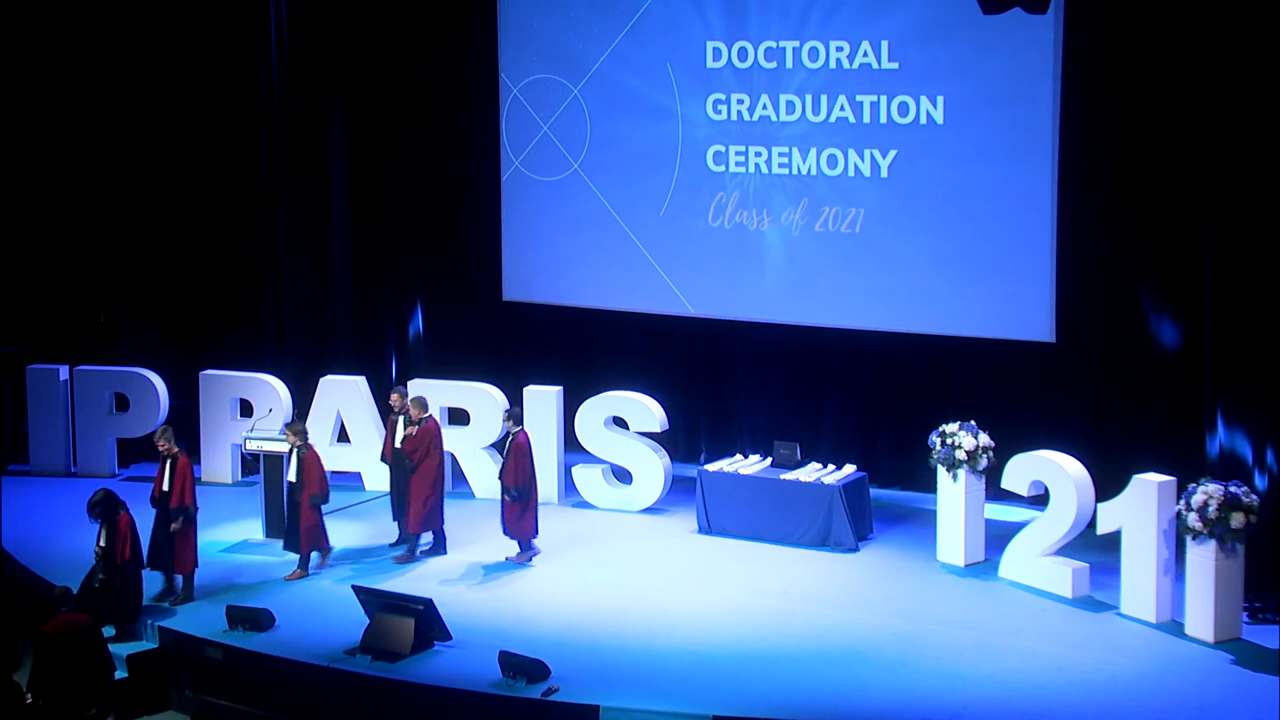 DOCTORAL
GRADUATION
CEREMONY
Class of 2021
IP PARIS
21